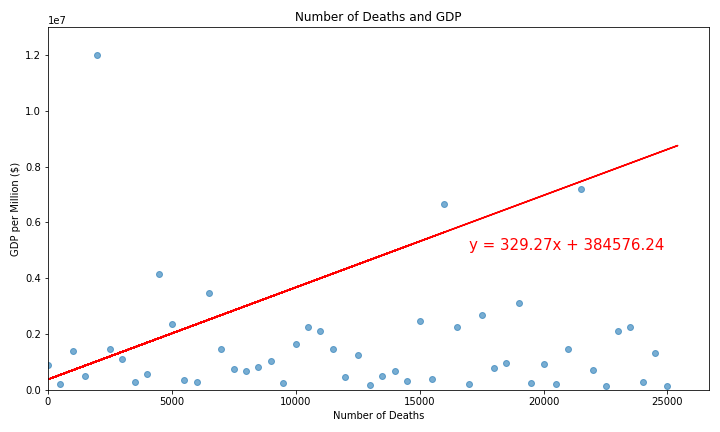 Number of Deaths and GDP
1e7
1.2
1.0
0.8
0.6
0.4
0.2
0.0
GDP per Million ($)
y = 329.27x + 384576.24
0 5000 10000 15000 20000 25000
Number of Deaths